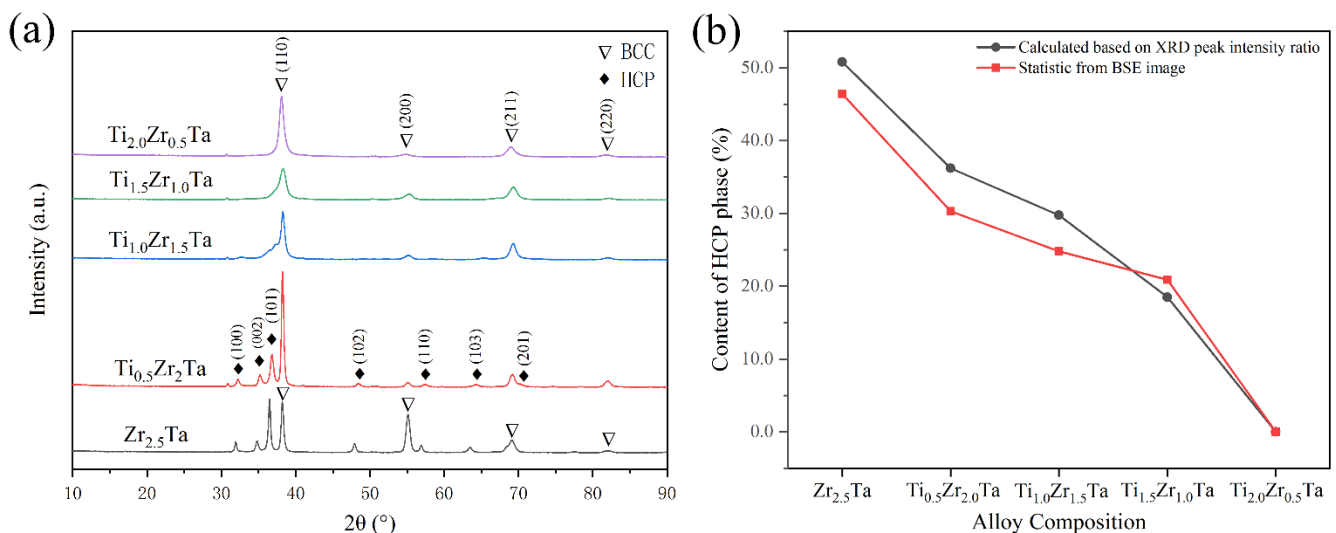 (a)
▽ BCC
◆ HCP
(110)
(200)
(211)
(220)
Ti2.0Zr0.5Ta
Ti1.5Zr1.0Ta
Ti1.0Zr1.5Ta
(100)
(002)
(101)
(102)
(110)
(103)
(201)
Ti0.5Zr2Ta
Zr2.5Ta
Intensity (a.u.)
10 20 30 40 50 60 70 80 90
2θ (°)
(b)
Calculated based on XRD peak intensity ratio
Statistic from BSE image
Content of HCP phase (%)
50.0
40.0
30.0
20.0
10.0
0.0
Zr2.5Ta Ti0.5Zr2.0Ta Ti1.0Zr1.5Ta Ti1.5Zr1.0Ta Ti2.0Zr0.5Ta
Alloy Composition